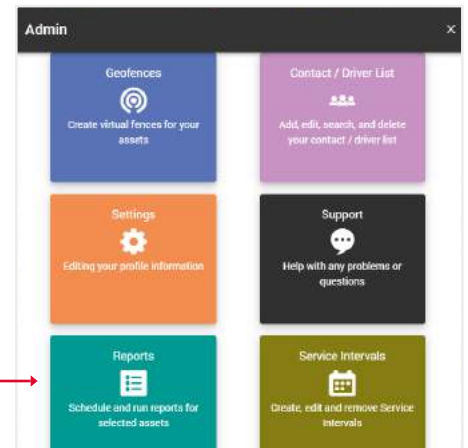 Admin ×
Geofences
Create virtual fences for your
assets
Contact / Driver List
Add, edit, search, and delete
your contact / driver list
Settings
Editing your profile information
Support
Help with any problems or
questions
Reports
Schedule and run reports for
selected assets
Service Intervals
Create, edit and remove Service
Intervals